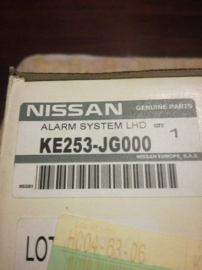 NISSAN
GENUINE PARTS
ALARM SYSTEM LHD QTY 1
KE253-JG000
NISSAN EUROPE, S.A.S
LOT